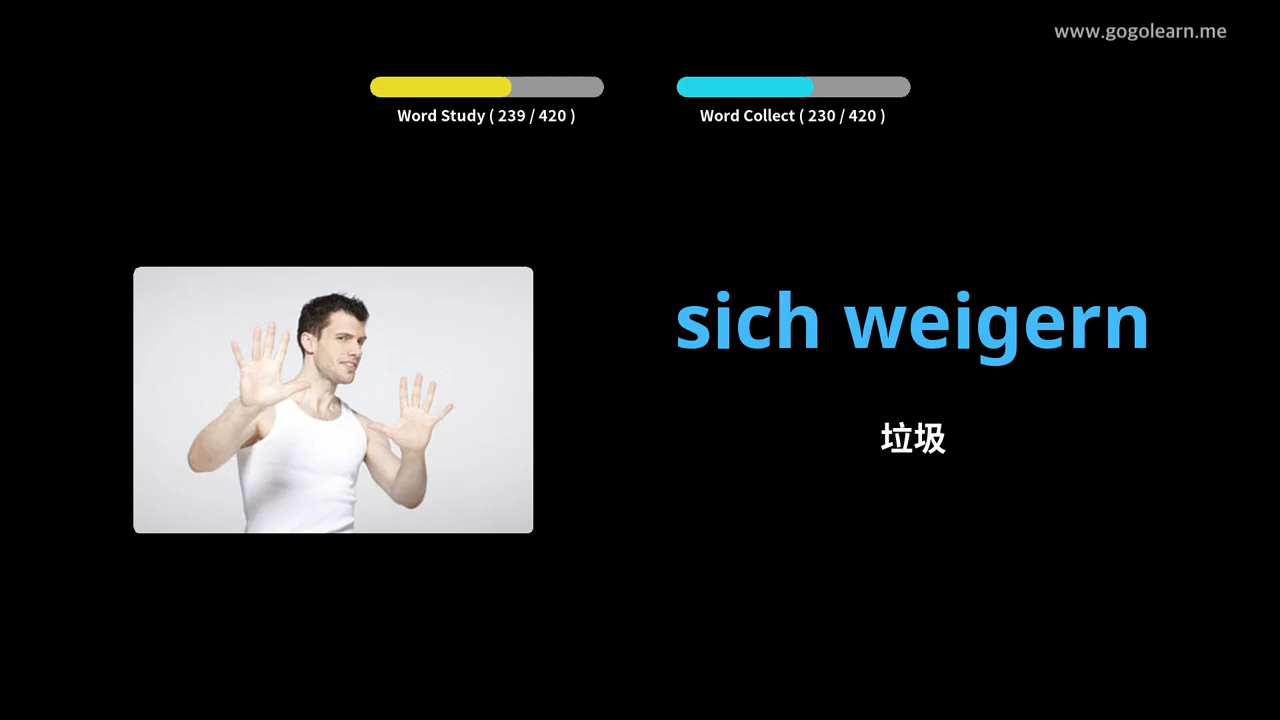 www.gogolearn.me
Word Study ( 239 / 420 )
Word Collect ( 230 / 420 )
sich weigern
垃圾